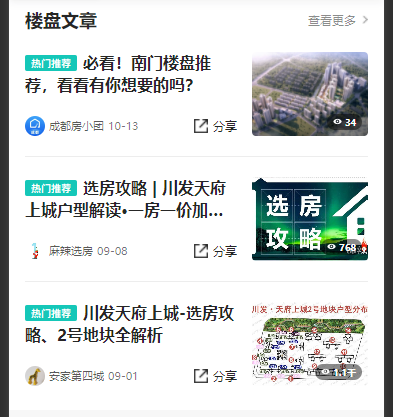 楼盘文章
查看更多
热门推荐 必看！南门楼盘推
荐，看看有你想要的吗？
成都房小团 10-13
分享
34
热门推荐 选房攻略 | 川发天府
上城户型解读•一房一价加...
麻辣选房 09-08
分享
选房
攻略
768
热门推荐 川发天府上城-选房攻
略、2号地块全解析
安家第四城 09-01
分享
川发·天府上城2号地块户型分布